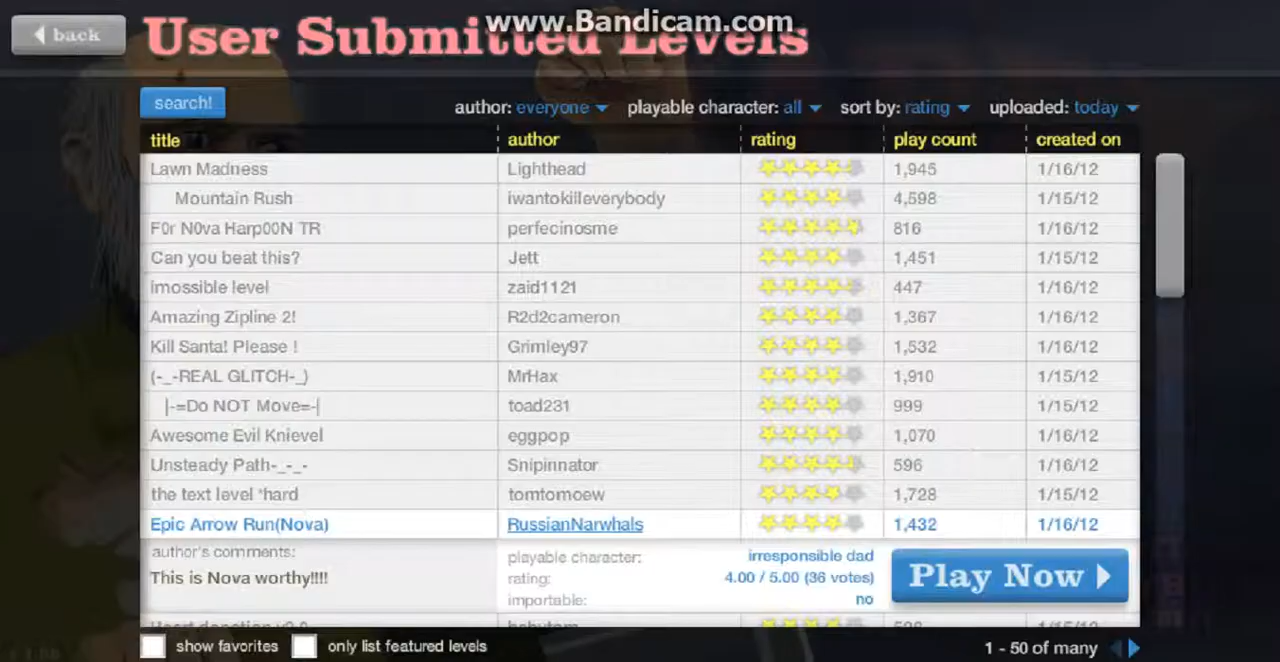 www.Bandicam.com
back
User Submitted Levels
search!
author: everyone playable character: all sort by: rating uploaded: today
title author rating play count created on
Lawn Madness Lighthead 1,945 1/16/12
Mountain Rush iwantokilleverybody 4,598 1/15/12
F0r N0va Harp00N TR perfecinosme 816 1/16/12
Can you beat this? Jett 1,451 1/15/12
imossible level zaid1121 447 1/16/12
Amazing Zipline 2! R2d2cameron 1,367 1/16/12
Kill Santa! Please ! Grimley97 1,532 1/16/12
(-_-REAL GLITCH-_) MrHax 1,910 1/15/12
|-=Do NOT Move=-| toad231 999 1/15/12
Awesome Evil Knievel eggpop 1,070 1/16/12
Unsteady Path-_-_- Snipinnator 596 1/16/12
the text level *hard tomtomoew 1,728 1/15/12
Epic Arrow Run(Nova) RussianNarwhals 1,432 1/16/12
author's comments:
This is Nova worthy!!!!
playable character: irresponsible dad
rating: 4.00 / 5.00 (36 votes)
importable: no
Play Now
show favorites only list featured levels 1 - 50 of many